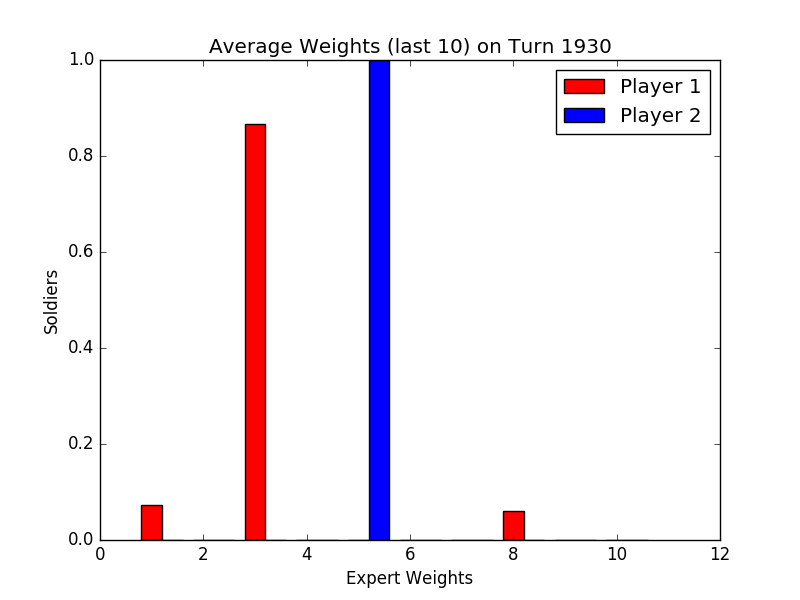 Average Weights (last 10) on Turn 1930
1.0
0.8
0.6
0.4
0.2
0.0
Soldiers
0 2 4 6 8 10 12
Expert Weights
Player 1
Player 2